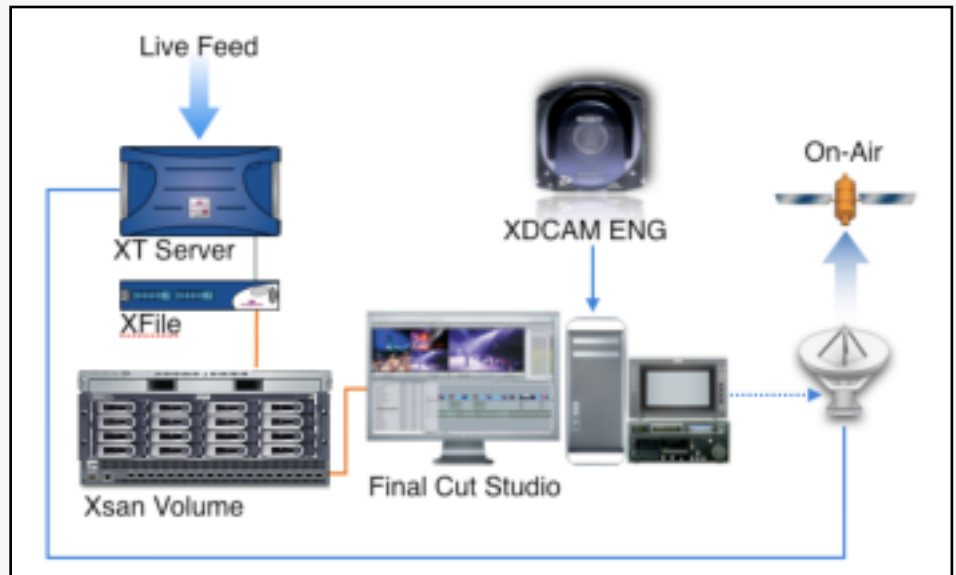 Live Feed
XT Server
XFile
Xsan Volume
Final Cut Studio
XDCAM ENG
On-Air